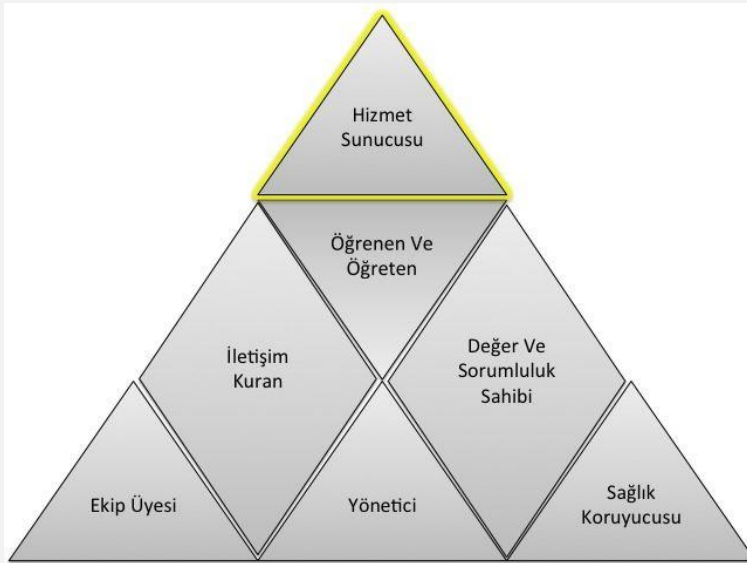 Hizmet
Sunucusu
Öğrenen Ve
Öğreten
İletişim
Kuran
Değer Ve
Sorumluluk
Sahibi
Ekip Üyesi
Yönetici
Sağlık
Koruyucusu